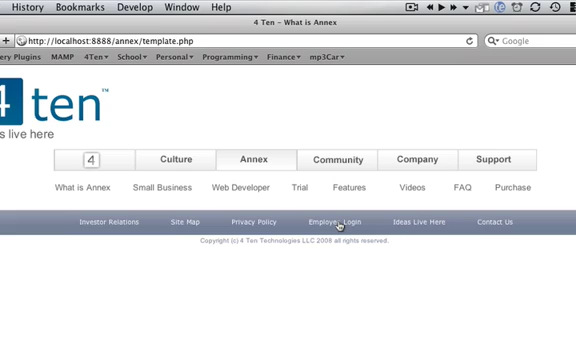 History Bookmarks Develop Window Help
4 Ten - What is Annex
http://localhost:8888/annex/template.php Google
ery Plugins MAMP 4Ten School Personal Programming Finance mp3Car
4 ten™
s live here
4 Culture Annex Community Company Support
What is Annex Small Business Web Developer Trial Features Videos FAQ Purchase
Investor Relations Site Map Privacy Policy Employee Login Ideas Live Here Contact Us
Copyright (c) 4 Ten Technologies LLC 2008 all rights reserved.